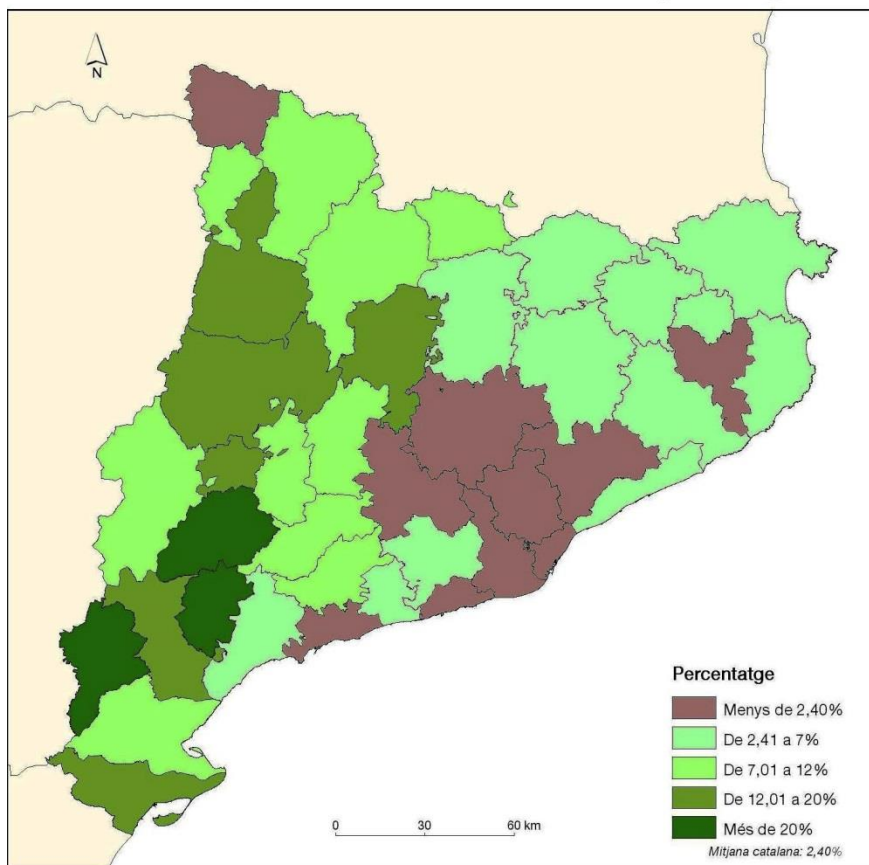 N
Percentatge
Menys de 2,40%
De 2,41 a 7%
De 7,01 a 12%
De 12,01 a 20%
Més de 20%
Mitjana catalana: 2,40%
0 30 60 km